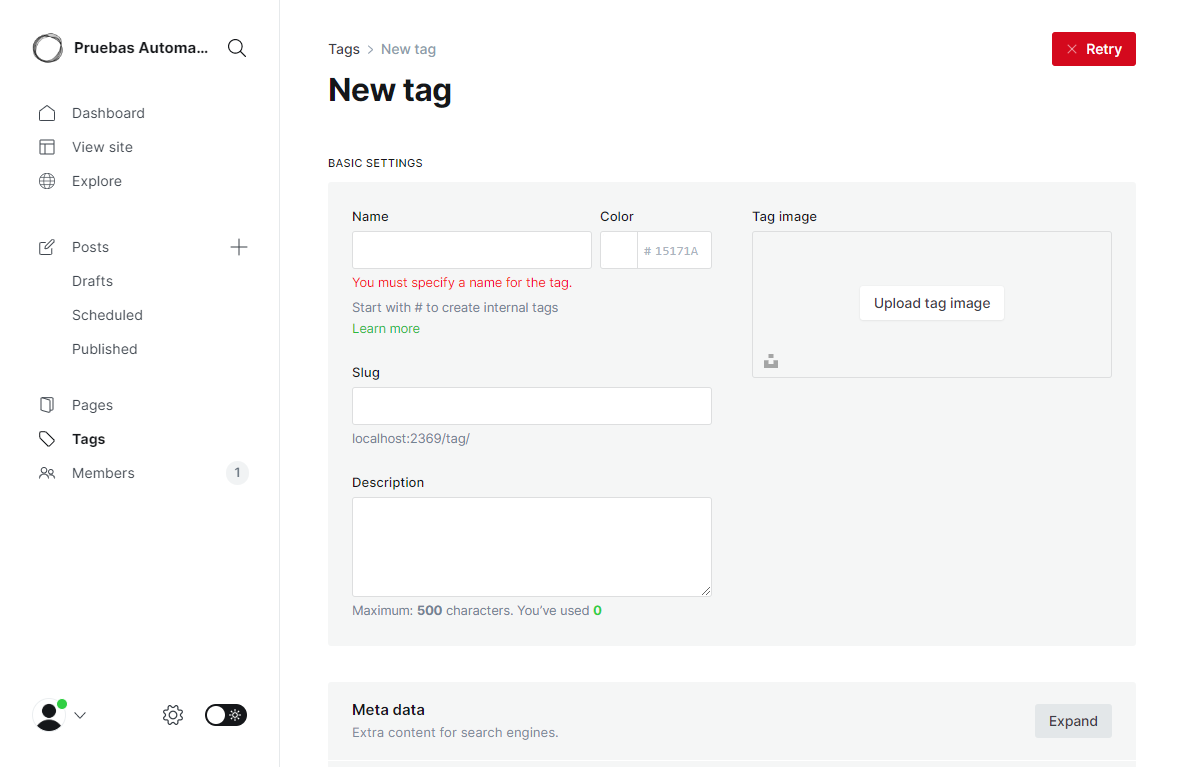 Pruebas Automa...
Dashboard
View site
Explore
Posts
Drafts
Scheduled
Published
Pages
Tags
Members
1
Tags > New tag
Retry
New tag
BASIC SETTINGS
Name
Color
Tag image
# 15171A
You must specify a name for the tag.
Start with # to create internal tags
Learn more
Upload tag image
Slug
localhost:2369/tag/
Description
Maximum: 500 characters. You’ve used 0
Meta data
Extra content for search engines.
Expand